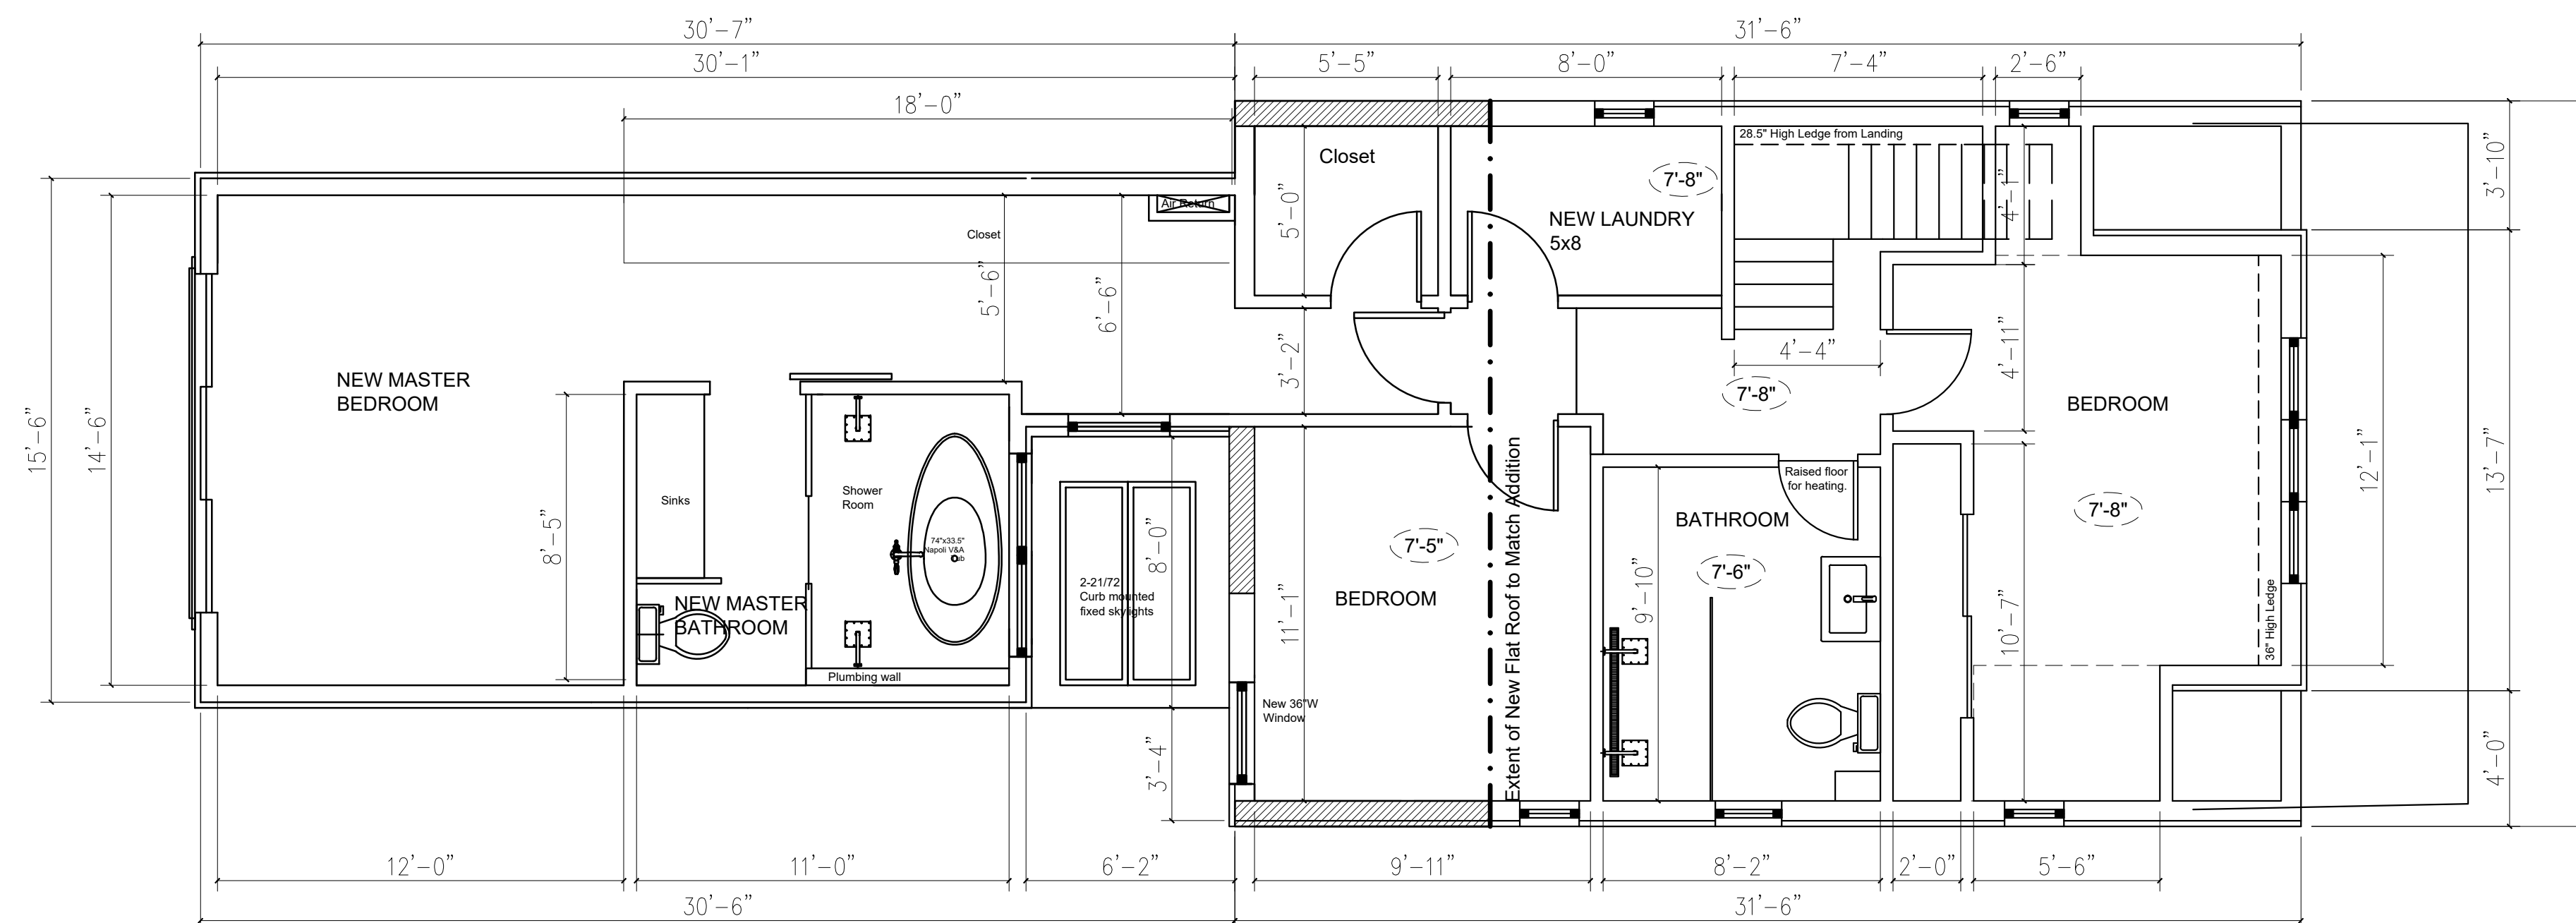 30'-7"
31'-6"
30'-1"
5'-5"
8'-0"
7'-4"
2'-6"
18'-0"
28.5" High Ledge from Landing
Closet
7'-8"
3'-10"
4'-1"
Air Return
5'-0"
NEW LAUNDRY
5x8
Closet
5'-6"
6'-6"
3'-2"
4'-4"
4'-11"
NEW MASTER
BEDROOM
7'-8"
BEDROOM
15'-6"
14'-6"
12'-1"
13'-7"
Sinks
Shower
Room
8'-5"
74"x33.5"
Napoli V&A
Tub
8'-0"
2-21/72
Curb mounted
fixed skylights
Raised floor
for heating.
BATHROOM
7'-8"
7'-5"
7'-6"
Extent of New Flat Roof to Match Addition
BEDROOM
11'-1"
9'-10"
10'-7"
36" High Ledge
NEW MASTER
BATHROOM
Plumbing wall
New 36"W
Window
3'-4"
4'-0"
12'-0"
11'-0"
6'-2"
9'-11"
8'-2"
2'-0"
5'-6"
30'-6"
31'-6"